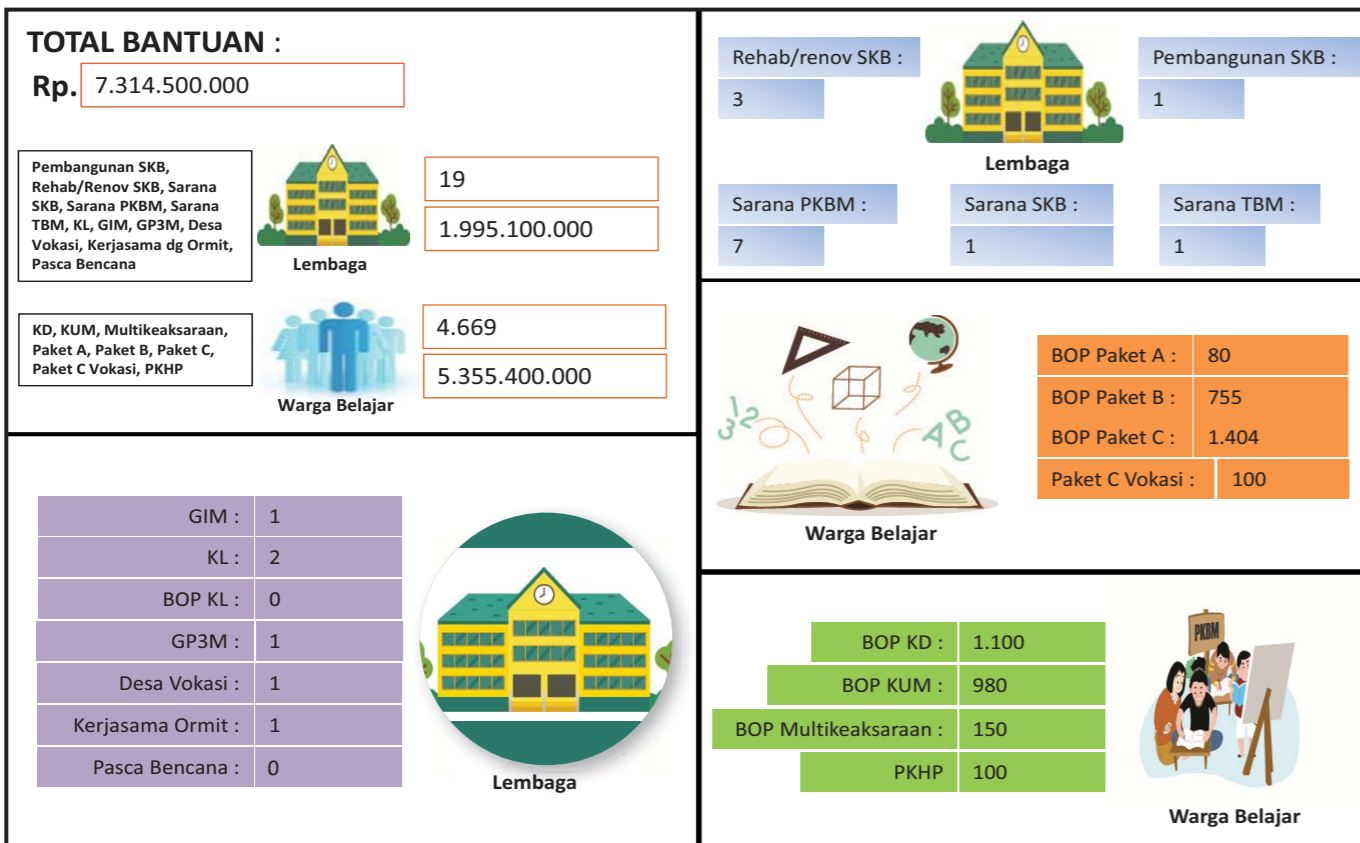 TOTAL BANTUAN :
Rp. 7.314.500.000
Pembangunan SKB,
Rehab/Renov SKB, Sarana
SKB, Sarana PKBM, Sarana
TBM, KL, GIM, GP3M, Desa
Vokasi, Kerjasama dg Ormit,
Pasca Bencana
Lembaga
19
1.995.100.000
KD, KUM, Multikeaksaraan,
Paket A, Paket B, Paket C,
Paket C Vokasi, PKHP
Warga Belajar
4.669
5.355.400.000
Rehab/renov SKB :
3
Pembangunan SKB :
1
Lembaga
Sarana PKBM :
7
Sarana SKB :
1
Sarana TBM :
1
123
ABC
Warga Belajar
BOP Paket A : 80
BOP Paket B : 755
BOP Paket C : 1.404
Paket C Vokasi : 100
GIM : 1
KL : 2
BOP KL : 0
GP3M : 1
Desa Vokasi : 1
Kerjasama Ormit : 1
Pasca Bencana : 0
Lembaga
BOP KD : 1.100
BOP KUM : 980
BOP Multikeaksaraan : 150
PKHP 100
PKBM
Warga Belajar